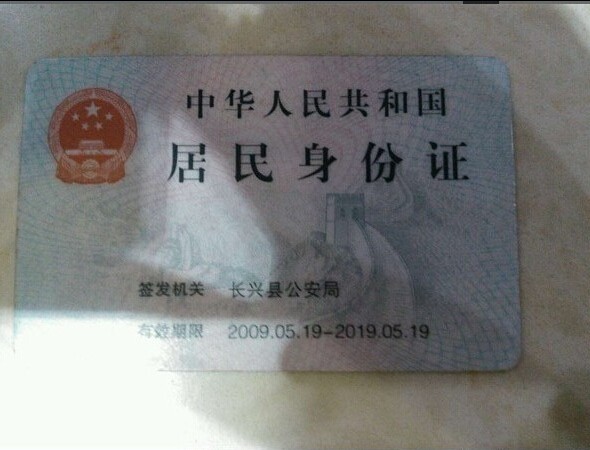 中华人民共和国
居民身份证
签发机关 长兴县公安局
有效期限 2009.05.19-2019.05.19